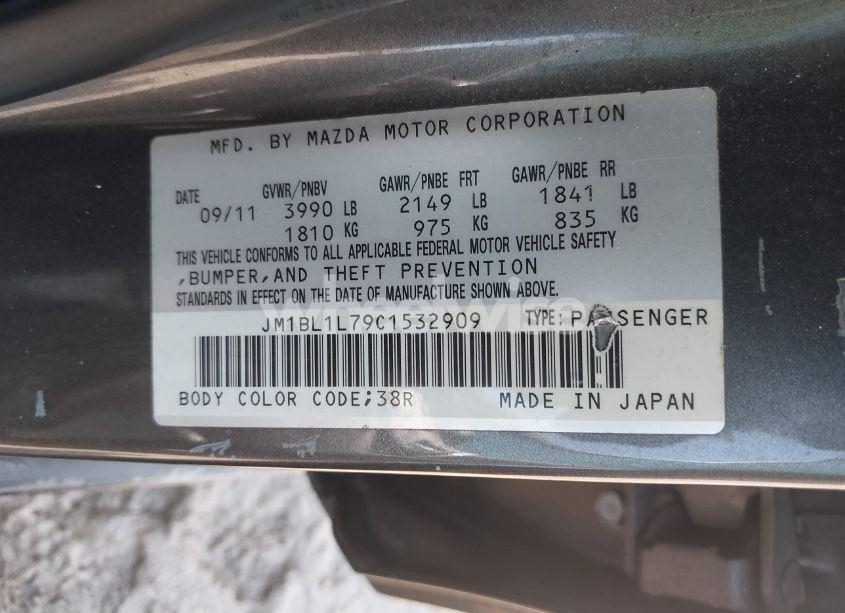 MFD. BY MAZDA MOTOR CORPORATION
DATE GVWR/PNBV GAWR/PNBE FRT GAWR/PNBE RR
09/11 3990 LB 2149 LB 1841 LB
1810 KG 975 KG 835 KG
THIS VEHICLE CONFORMS TO ALL APPLICABLE FEDERAL MOTOR VEHICLE SAFETY
,BUMPER,AND THEFT PREVENTION
STANDARDS IN EFFECT ON THE DATE OF MANUFACTURE SHOWN ABOVE.
JM1BL1L79C1532909 TYPE: PASSENGER
BODY COLOR CODE;38R MADE IN JAPAN